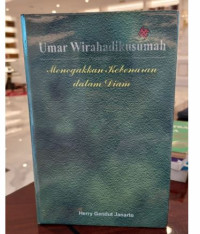 Umar Wirahadikusumah
Menegakkan Kebenaran
dalam Diam
Herry Gendut Janarto